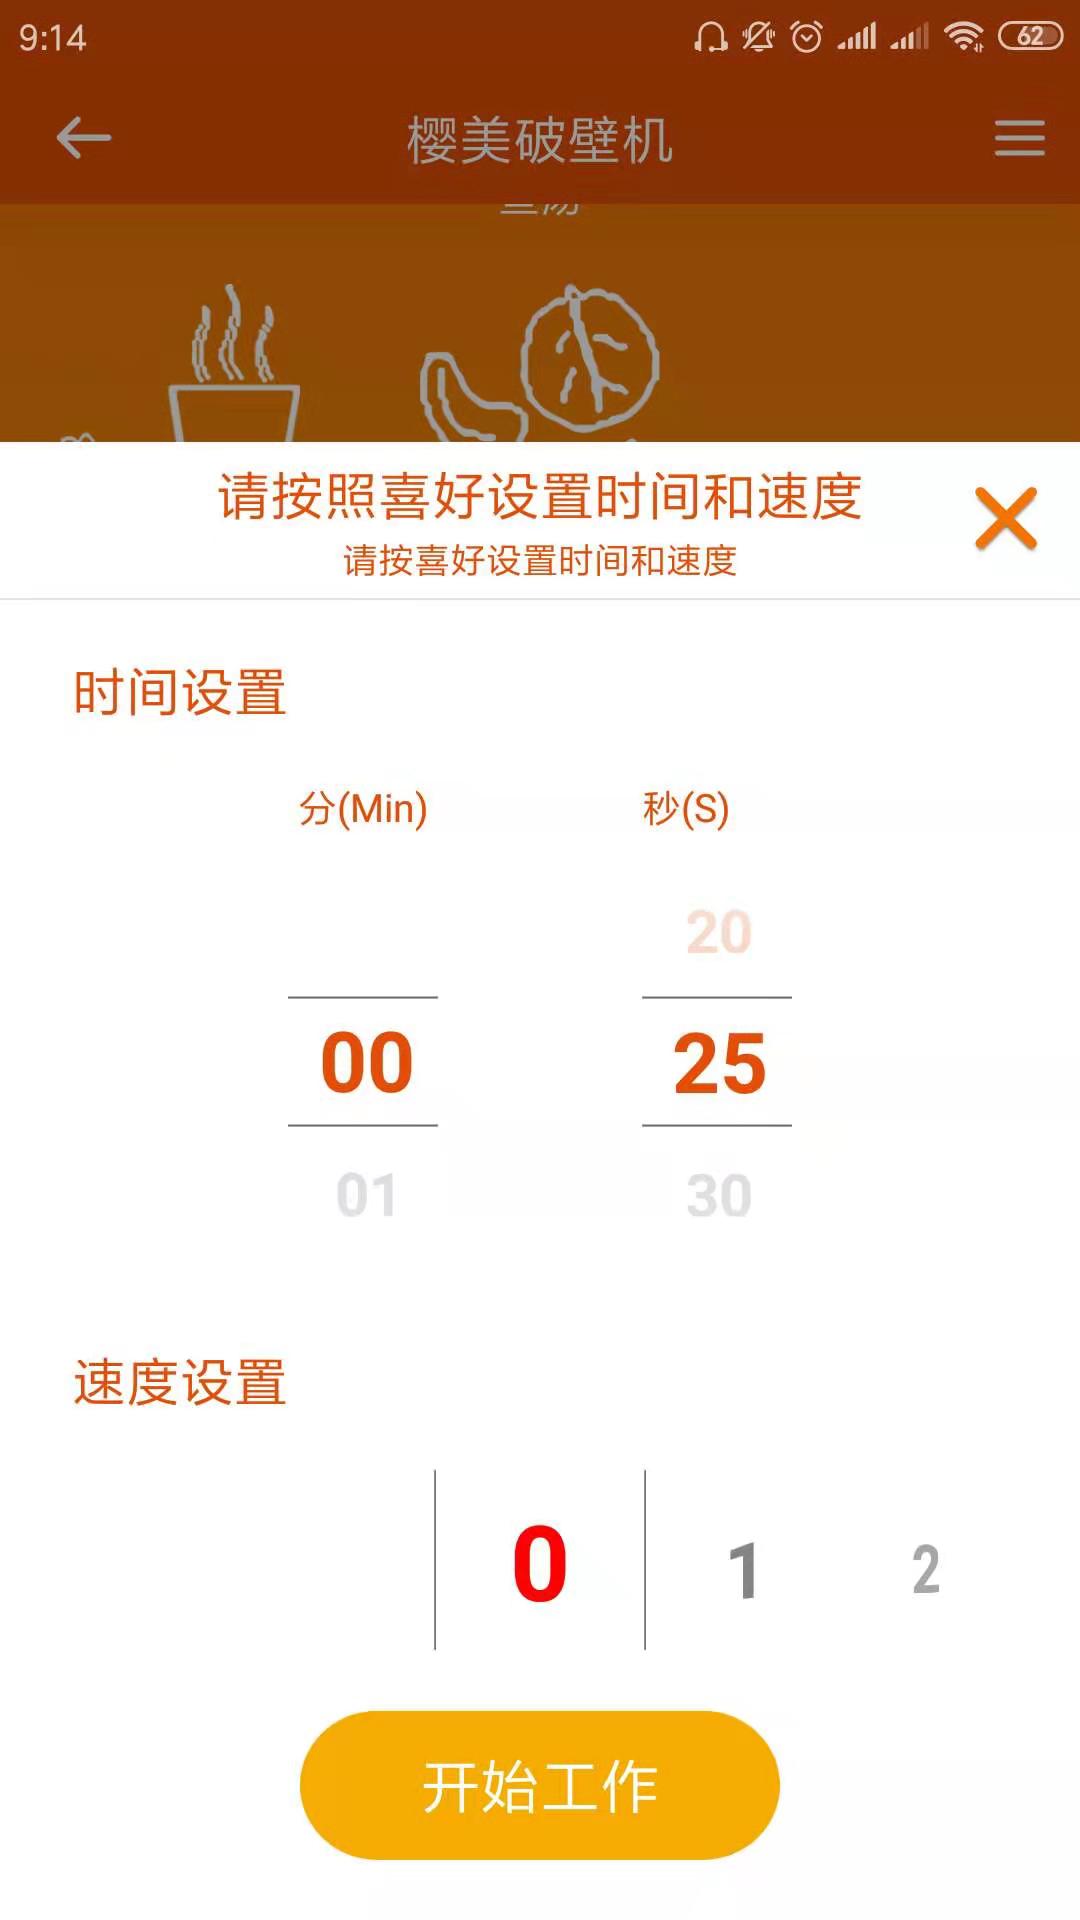 9:14
62
樱美破壁机
请按照喜好设置时间和速度
请按喜好设置时间和速度
时间设置
分(Min) 秒(S)
20
00 25
01 30
速度设置
0 1 2
开始工作